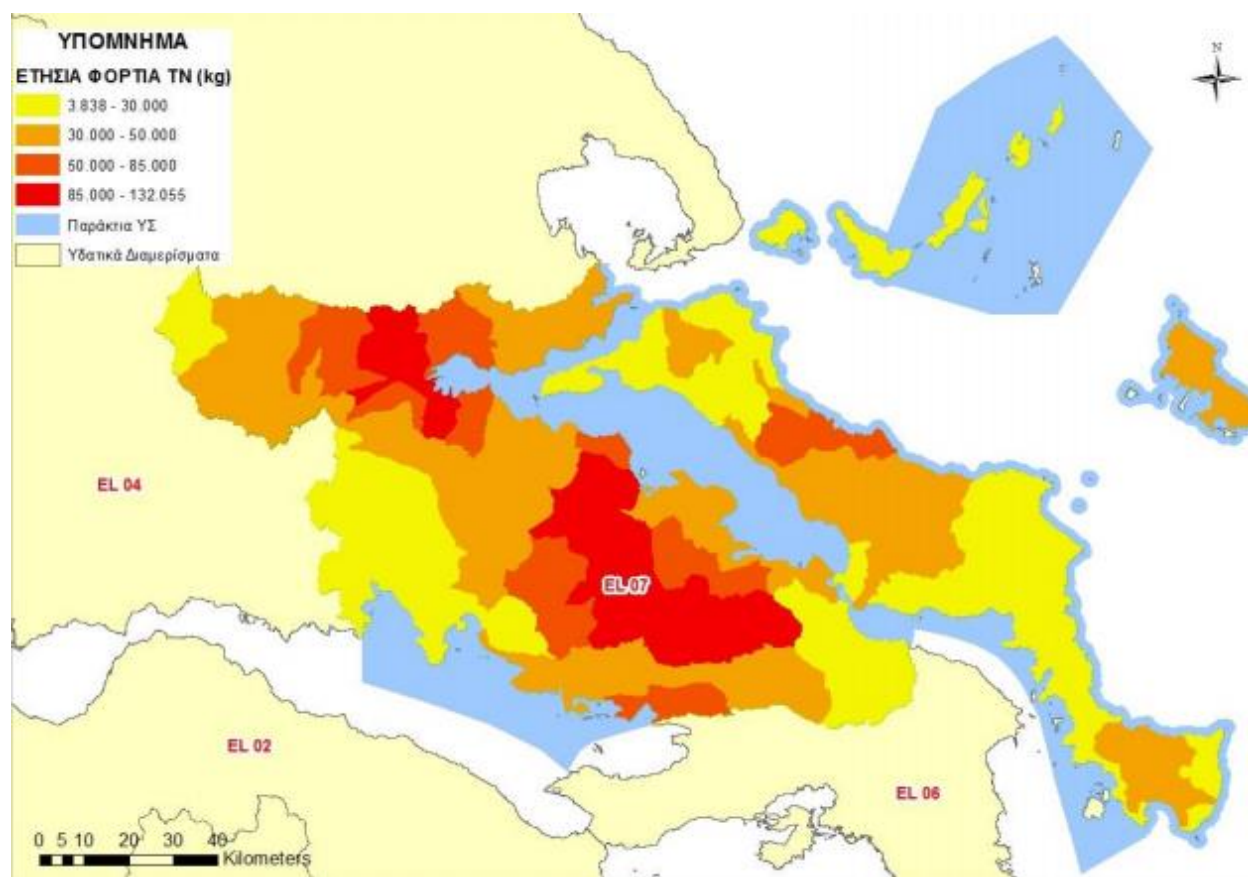 ΥΠΟΜΝΗΜΑ
ΕΤΗΣΙΑ ΦΟΡΤΙΑ ΤΝ (kg)
3.838 - 30.000
30.000 - 50.000
50.000 - 85.000
85.000 - 132.055
Παράκτια ΥΣ
Υδατικά Διαμερίσματα
N
EL 04
EL 07
EL 02
EL 06
0 5 10 20 30 40
Kilometers